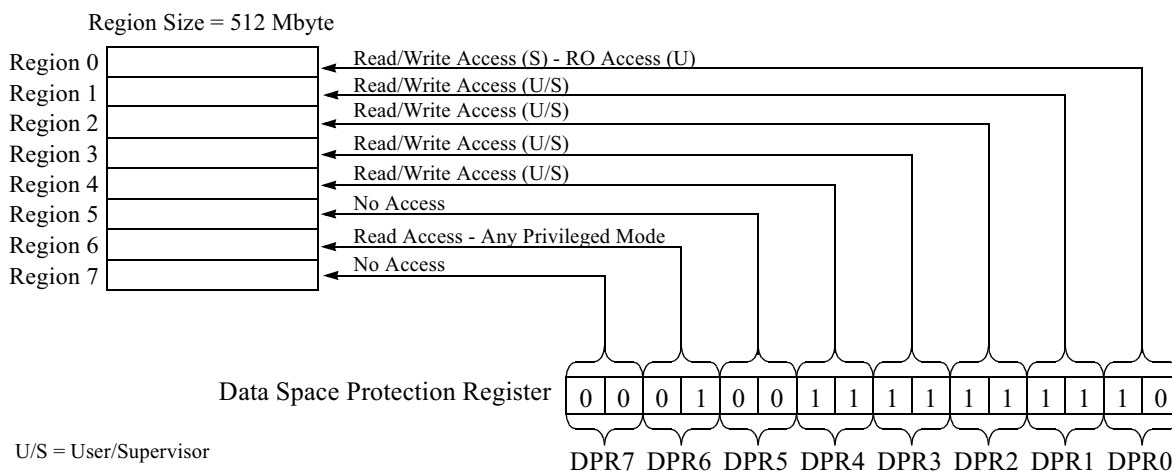 Region Size = 512 Mbyte
Region 0 Read/Write Access (S) - RO Access (U)
Region 1 Read/Write Access (U/S)
Region 2 Read/Write Access (U/S)
Region 3 Read/Write Access (U/S)
Region 4 Read/Write Access (U/S)
Region 5 No Access
Region 6 Read Access - Any Privileged Mode
Region 7 No Access
Data Space Protection Register 0 0 0 1 0 0 1 1 1 1 1 1 1 1 1 0
U/S = User/Supervisor
DPR7 DPR6 DPR5 DPR4 DPR3 DPR2 DPR1 DPR0